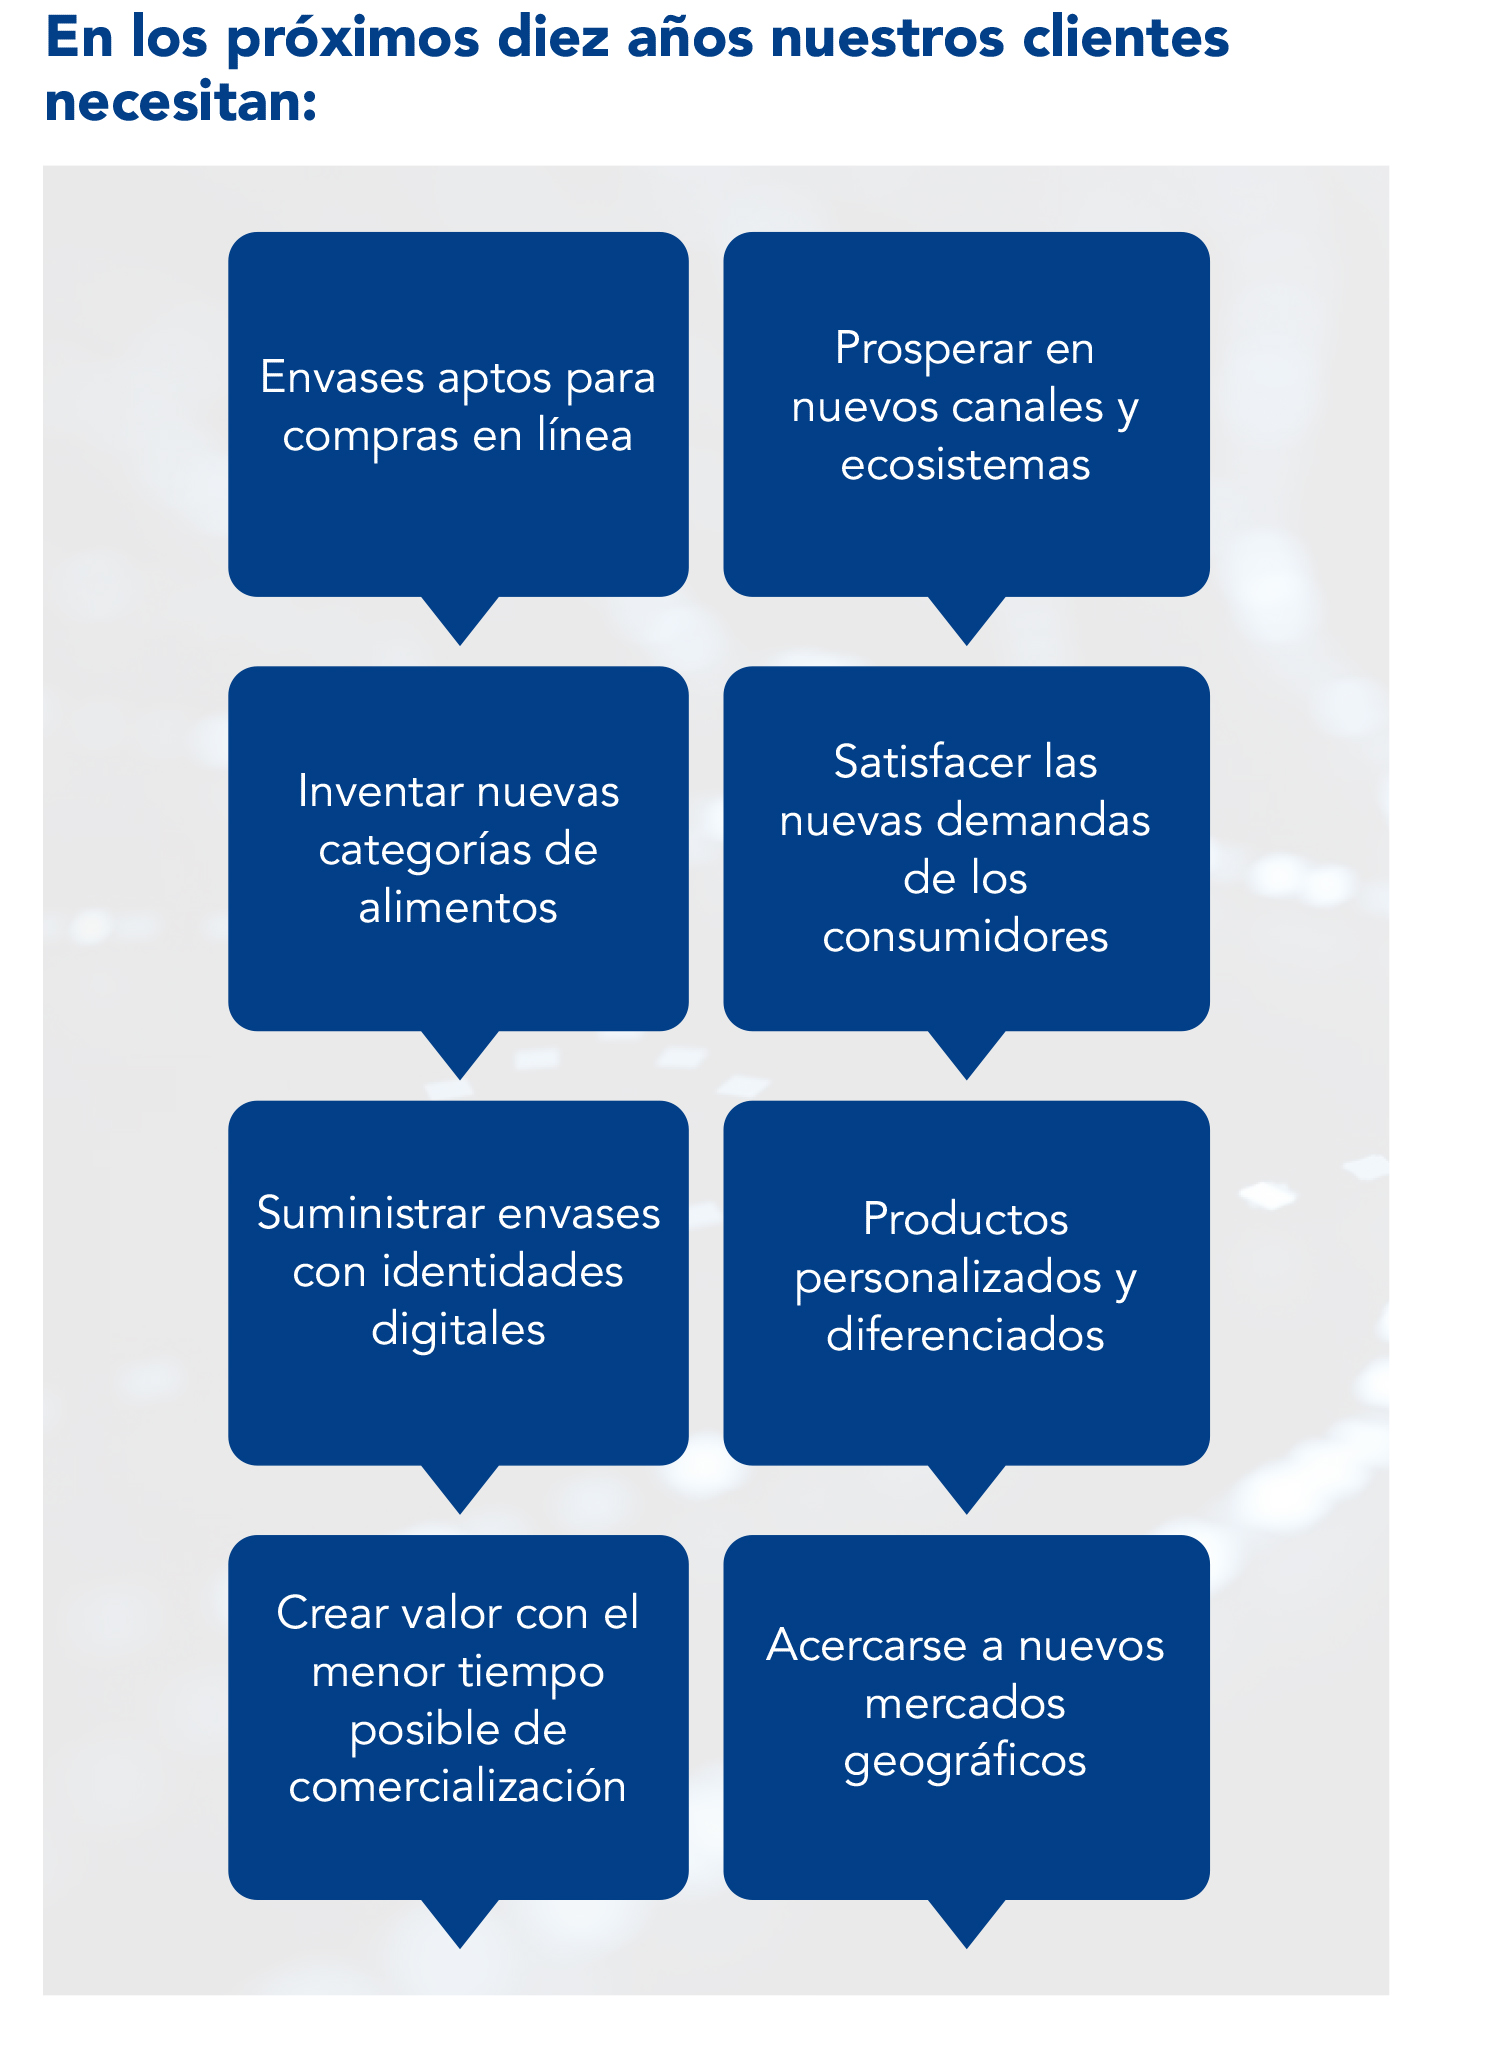 En los próximos diez años nuestros clientes
necesitan:
Envases aptos para
compras en línea
Prosperar en
nuevos canales y
ecosistemas
Inventar nuevas
categorías de
alimentos
Satisfacer las
nuevas demandas
de los
consumidores
Suministrar envases
con identidades
digitales
Productos
personalizados y
diferenciados
Crear valor con el
menor tiempo
posible de
comercialización
Acercarse a nuevos
mercados
geográficos